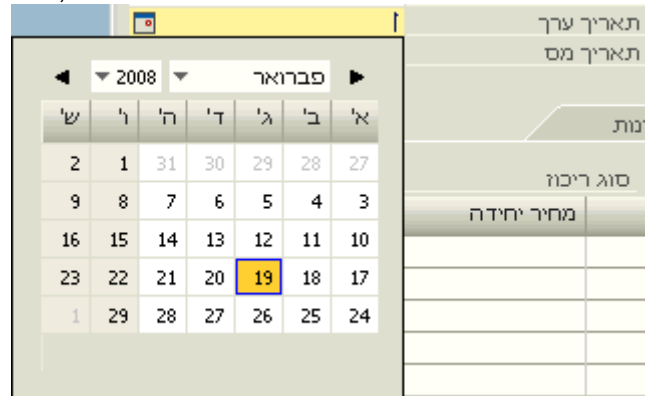 תאריך ערך
תאריך מס
פברואר 2008
א' ב' ג' ד' ה' ו' ש'
27 28 29 30 31 1 2
3 4 5 6 7 8 9
10 11 12 13 14 15 16
17 18 19 20 21 22 23
24 25 26 27 28 29 1
סוג ריכוז
מחיר יחידה